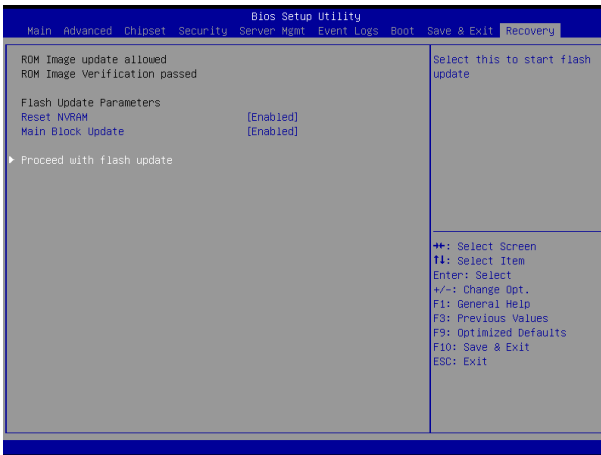 Bios Setup Utility
Main Advanced Chipset Security Server Mgmt Event Logs Boot Save & Exit Recovery
ROM Image update allowed
ROM Image Verification passed
Flash Update Parameters
Reset NVRAM [Enabled]
Main Block Update [Enabled]
Proceed with flash update
Select this to start flash
update
→←: Select Screen
↑↓: Select Item
Enter: Select
+/-: Change Opt.
F1: General Help
F3: Previous Values
F9: Optimized Defaults
F10: Save & Exit
ESC: Exit